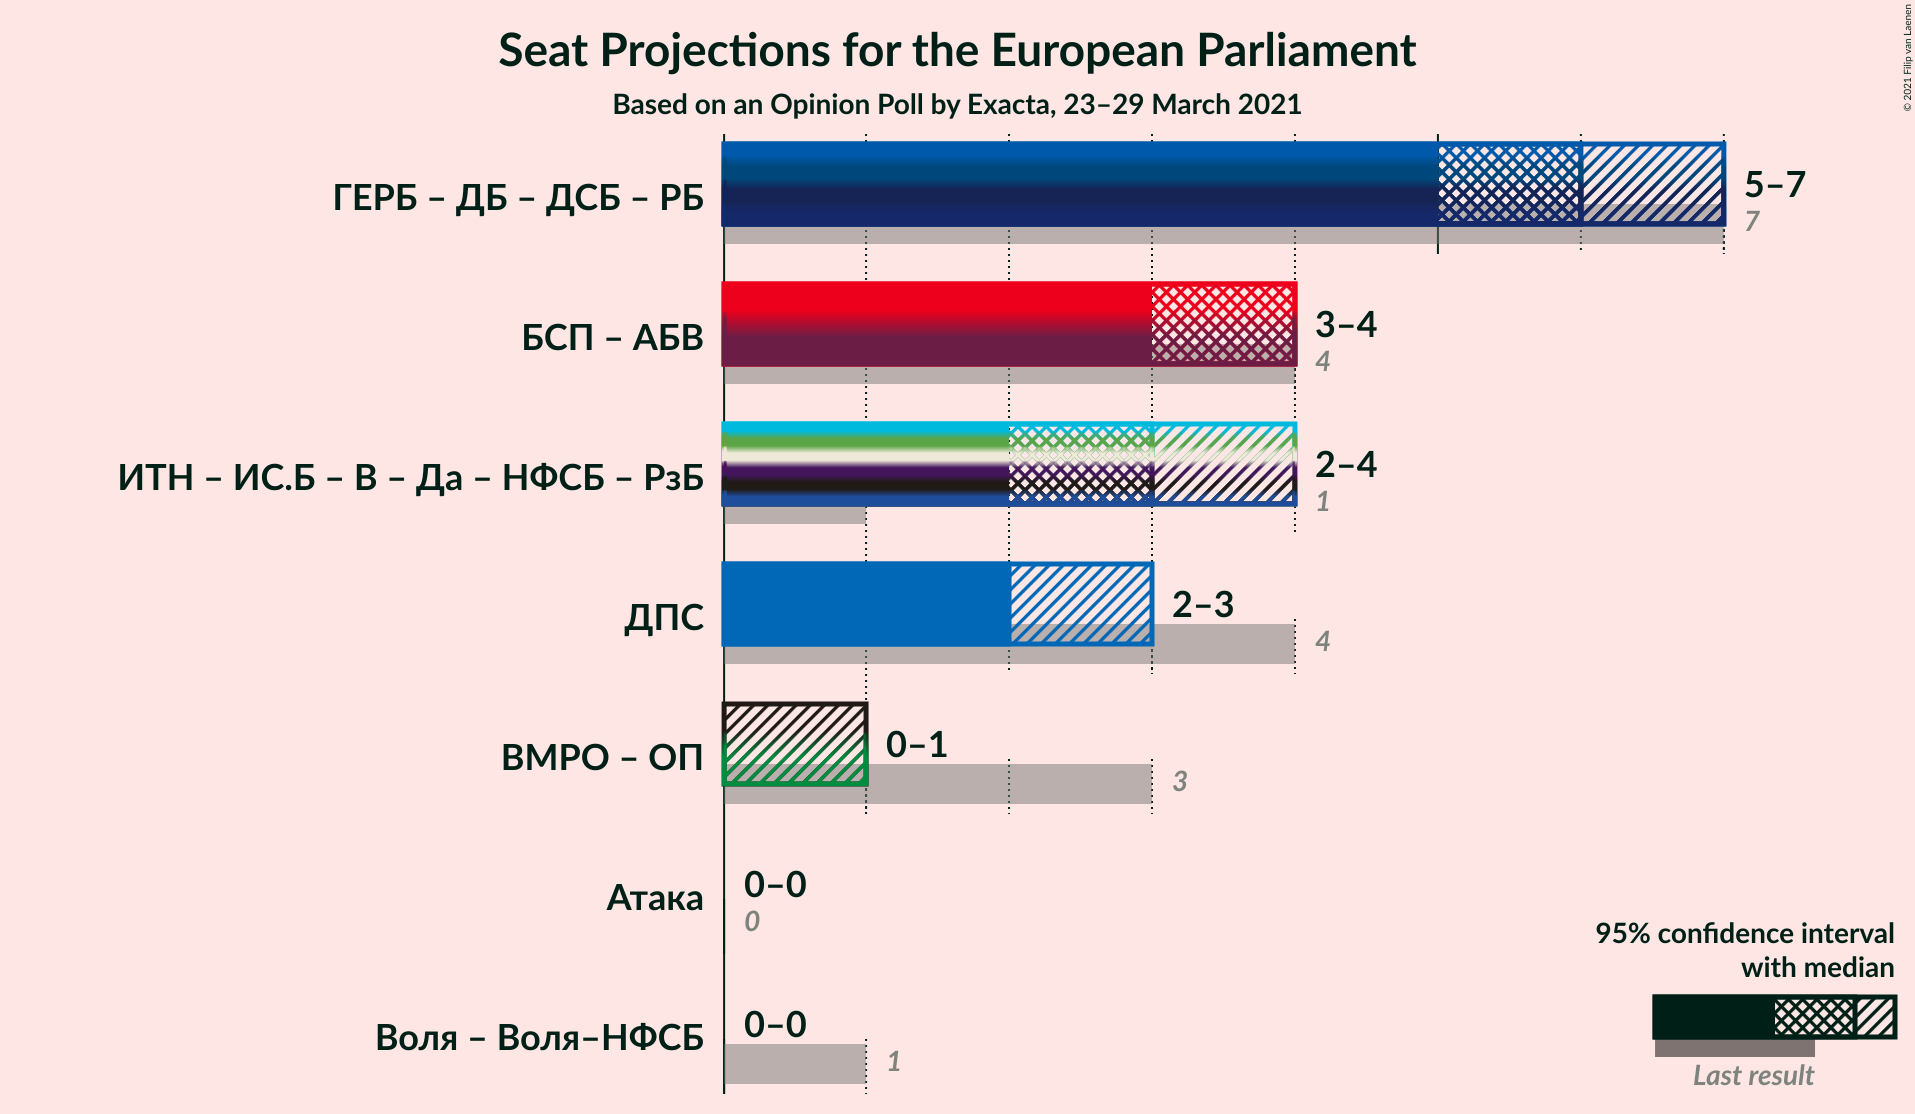 Seat Projections for the European Parliament
Based on an Opinion Poll by Exacta, 23–29 March 2021
© 2021 Filip van Laenen
ГЕРБ – ДБ – ДСБ – РБ
5–7
7
БСП – АБВ
3–4
4
ИТН – ИС.Б – В – Да – НФСБ – РзБ
2–4
1
ДПС
2–3
4
ВМРО – ОП
0–1
3
Атака
0–0
0
Воля – Воля–НФСБ
0–0
1
95% confidence interval
with median
Last result